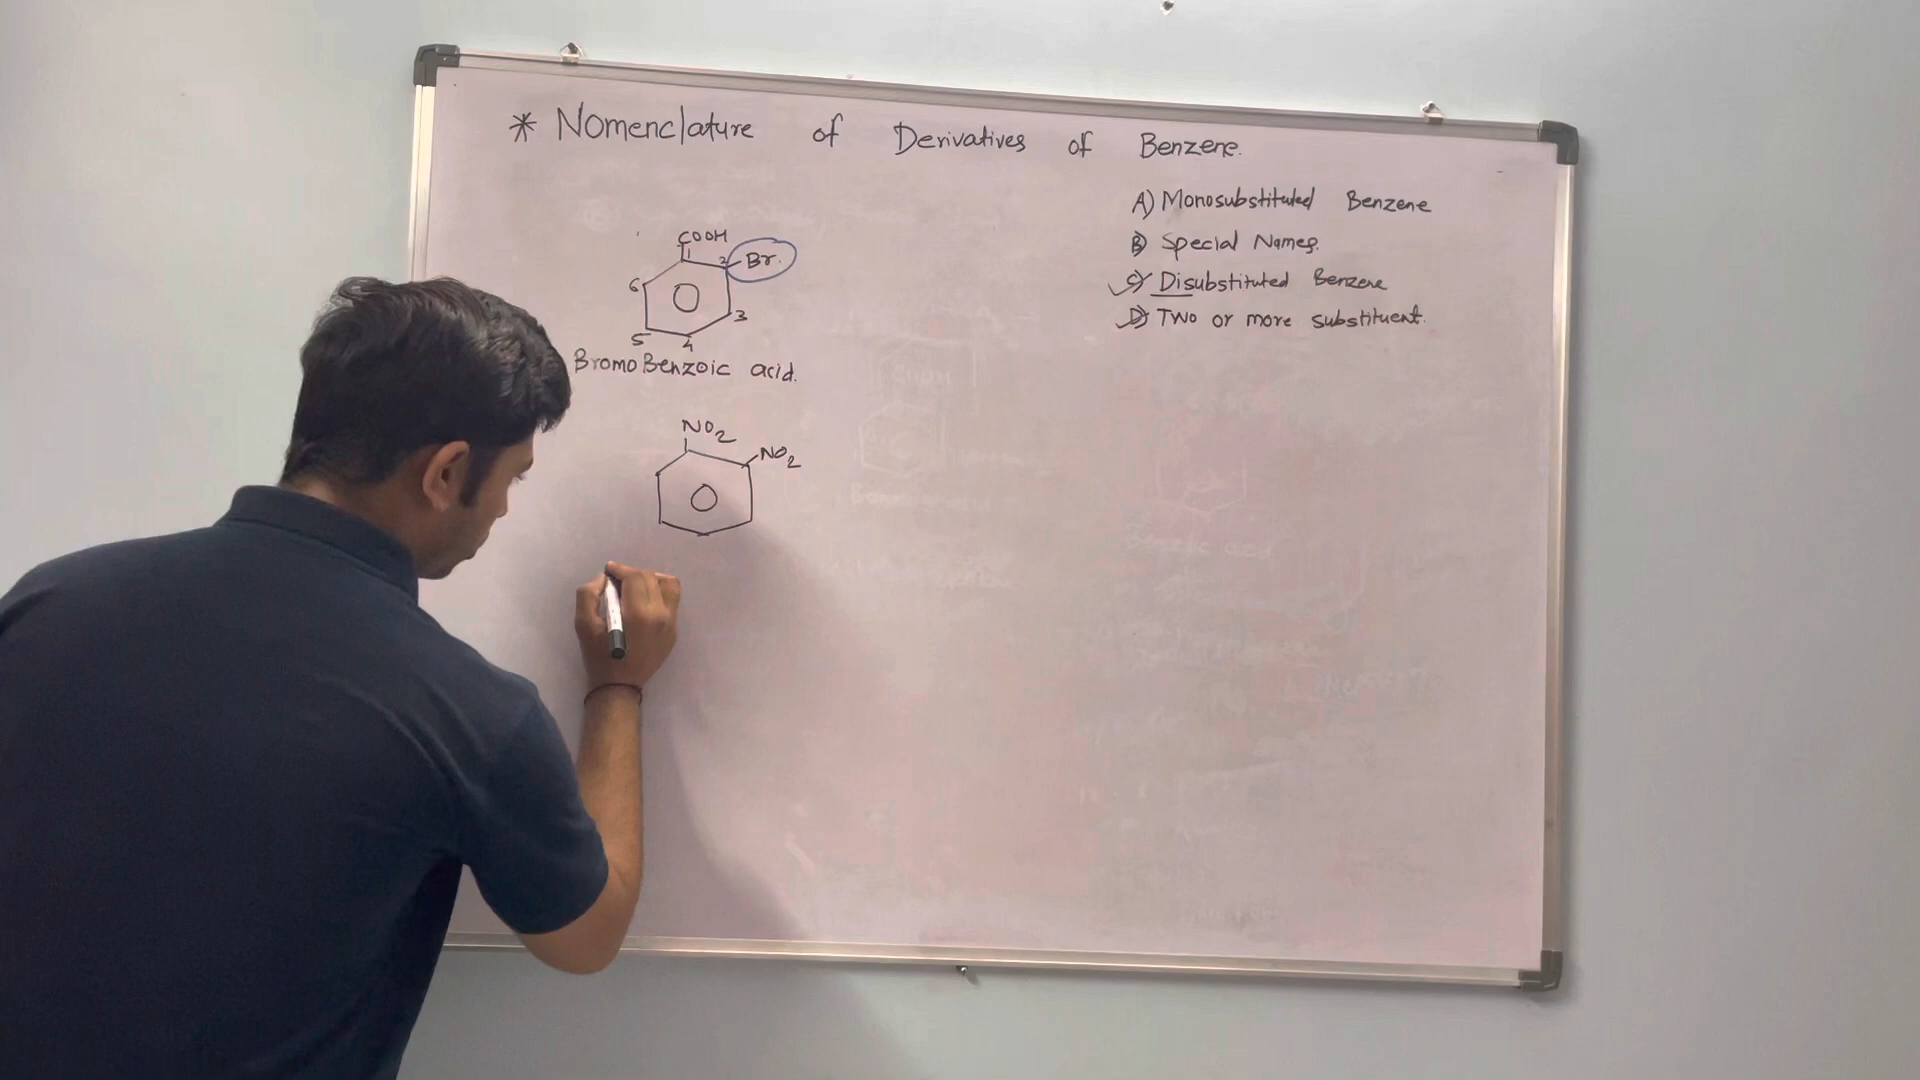 * Nomenclature of Derivatives of Benzene.
A) Monosubstituted Benzene
B) Special Names.
C) Disubstituted Benzene
D) Two or more substituent.
COOH
1
2 Br.
6
3
5
4
Bromo Benzoic acid.
NO2
NO2